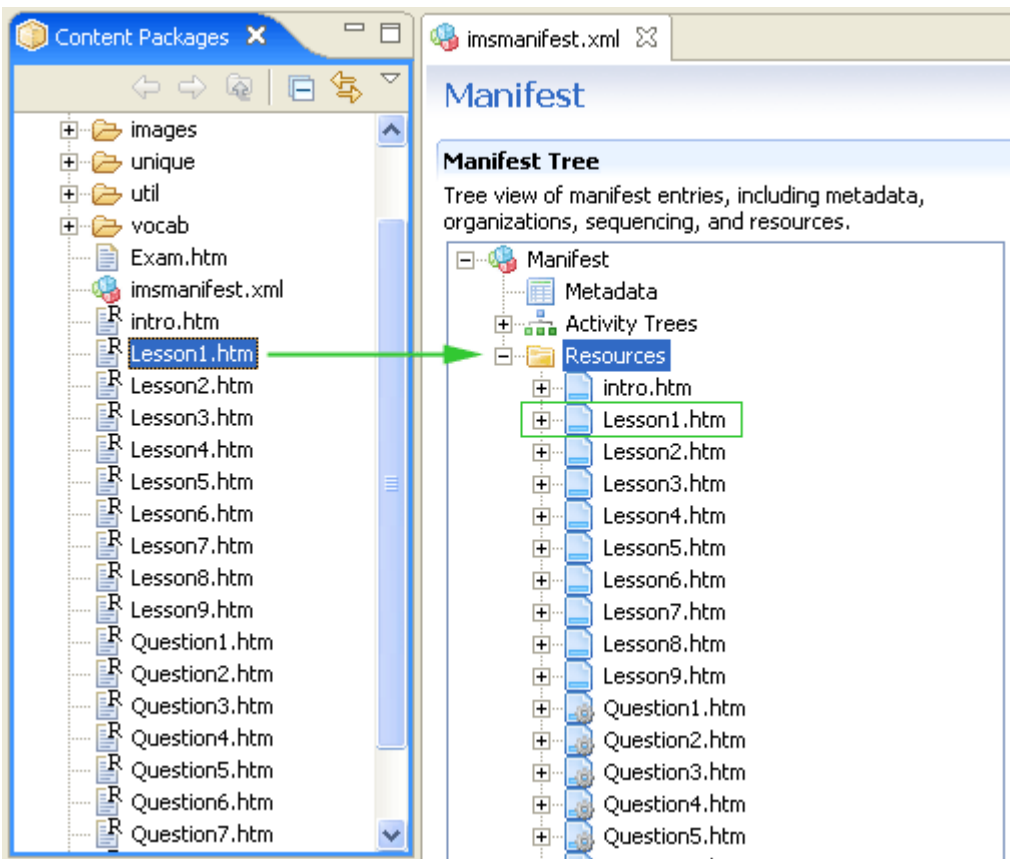 Content Packages
images
unique
util
vocab
Exam.htm
imsmanifest.xml
R intro.htm
R Lesson1.htm
R Lesson2.htm
R Lesson3.htm
R Lesson4.htm
R Lesson5.htm
R Lesson6.htm
R Lesson7.htm
R Lesson8.htm
R Lesson9.htm
R Question1.htm
R Question2.htm
R Question3.htm
R Question4.htm
R Question5.htm
R Question6.htm
R Question7.htm
imsmanifest.xml
Manifest
Manifest Tree
Tree view of manifest entries, including metadata,
organizations, sequencing, and resources.
Manifest
Metadata
Activity Trees
Resources
intro.htm
Lesson1.htm
Lesson2.htm
Lesson3.htm
Lesson4.htm
Lesson5.htm
Lesson6.htm
Lesson7.htm
Lesson8.htm
Lesson9.htm
Question1.htm
Question2.htm
Question3.htm
Question4.htm
Question5.htm